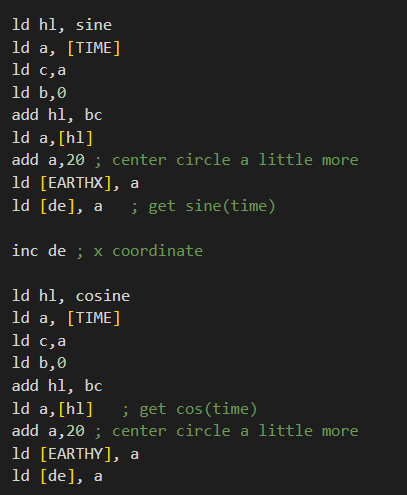 ld hl, sine
ld a, [TIME]
ld c,a
ld b,0
add hl, bc
ld a,[hl]
add a,20 ; center circle a little more
ld [EARTHX], a
ld [de], a   ; get sine(time)
inc de ; x coordinate
ld hl, cosine
ld a, [TIME]
ld c,a
ld b,0
add hl, bc
ld a,[hl]   ; get cos(time)
add a,20 ; center circle a little more
ld [EARTHY], a
ld [de], a